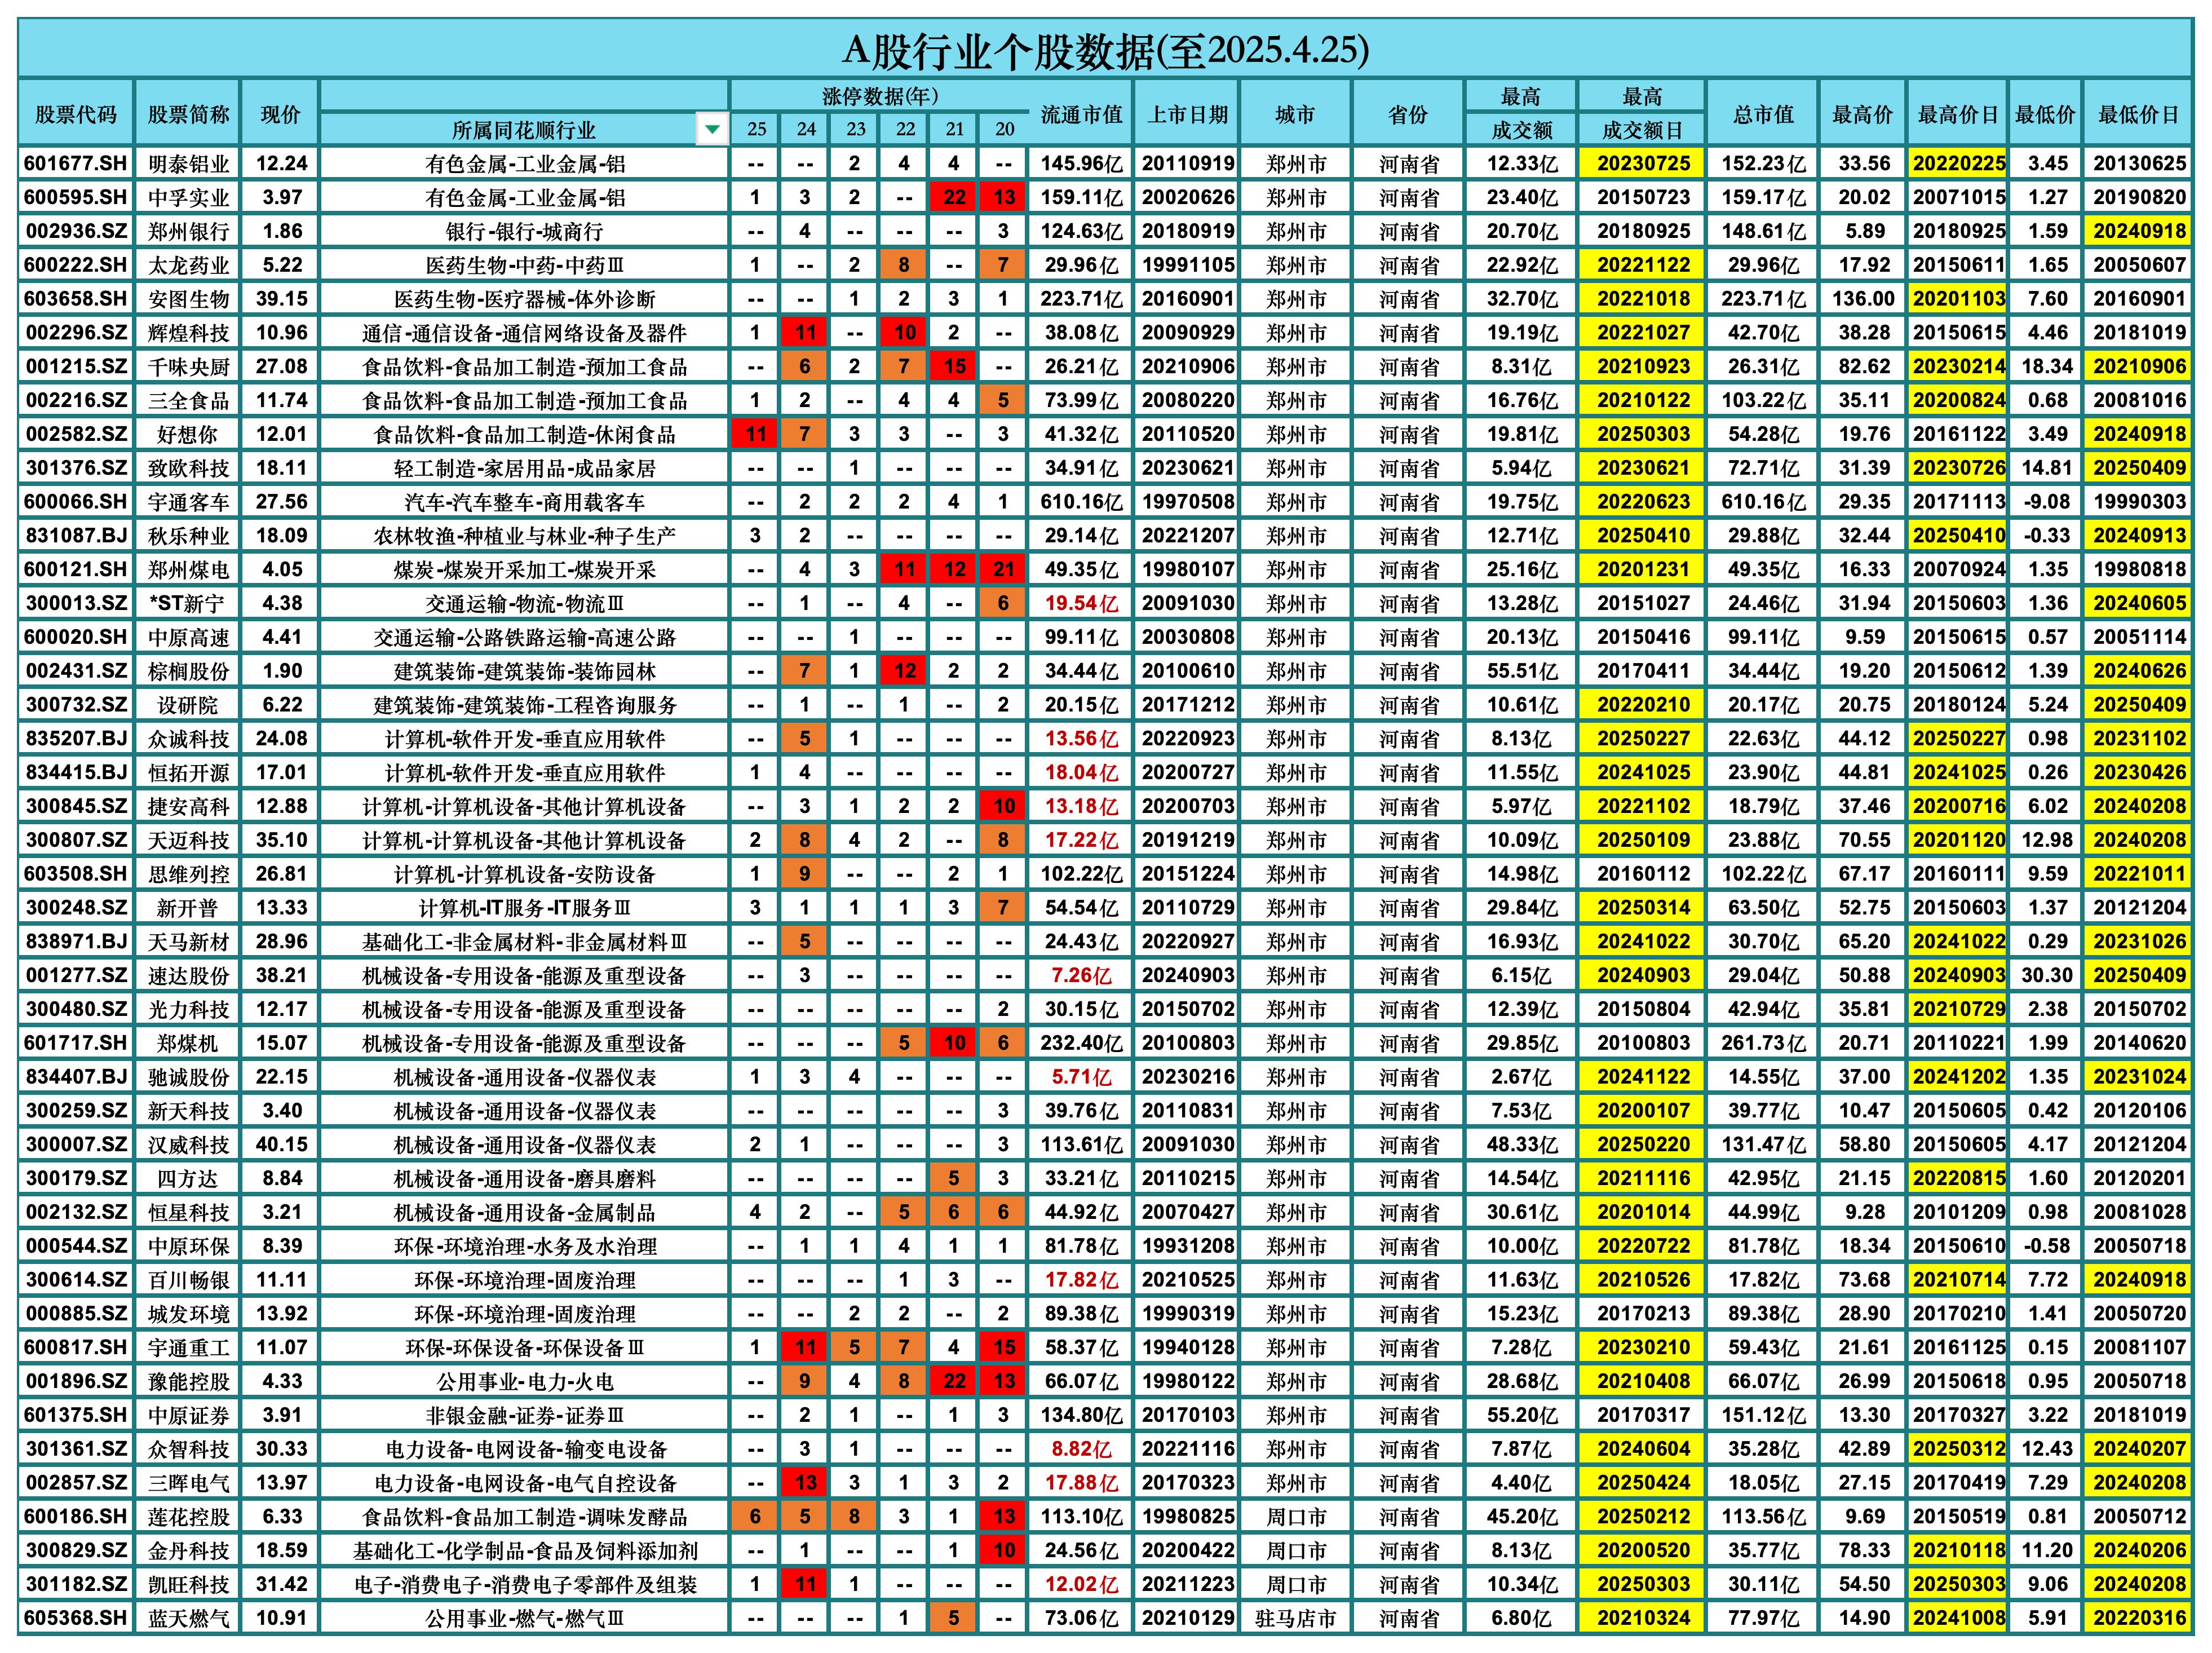 A股行业个股数据(至2025.4.25)
股票代码 股票简称 现价 所属同花顺行业 涨停数据(年) 流通市值 上市日期 城市 省份 最高 最高 总市值 最高价 最高价日 最低价 最低价日
25 24 23 22 21 20 成交额 成交额日
601677.SH 明泰铝业 12.24 有色金属-工业金属-铝 -- -- 2 4 4 -- 145.96亿 20110919 郑州市 河南省 12.33亿 20230725 152.23亿 33.56 20220225 3.45 20130625
600595.SH 中孚实业 3.97 有色金属-工业金属-铝 1 3 2 -- 22 13 159.11亿 20020626 郑州市 河南省 23.40亿 20150723 159.17亿 20.02 20071015 1.27 20190820
002936.SZ 郑州银行 1.86 银行-银行-城商行 -- 4 -- -- -- 3 124.63亿 20180919 郑州市 河南省 20.70亿 20180925 148.61亿 5.89 20180925 1.59 20240918
600222.SH 太龙药业 5.22 医药生物-中药-中药Ⅲ 1 -- 2 8 -- 7 29.96亿 19991105 郑州市 河南省 22.92亿 20221122 29.96亿 17.92 20150611 1.65 20050607
603658.SH 安图生物 39.15 医药生物-医疗器械-体外诊断 -- -- 1 2 3 1 223.71亿 20160901 郑州市 河南省 32.70亿 20221018 223.71亿 136.00 20201103 7.60 20160901
002296.SZ 辉煌科技 10.96 通信-通信设备-通信网络设备及器件 1 11 -- 10 2 -- 38.08亿 20090929 郑州市 河南省 19.19亿 20221027 42.70亿 38.28 20150615 4.46 20181019
001215.SZ 千味央厨 27.08 食品饮料-食品加工制造-预加工食品 -- 6 2 7 15 -- 26.21亿 20210906 郑州市 河南省 8.31亿 20210923 26.31亿 82.62 20230214 18.34 20210906
002216.SZ 三全食品 11.74 食品饮料-食品加工制造-预加工食品 1 2 -- 4 4 5 73.99亿 20080220 郑州市 河南省 16.76亿 20210122 103.22亿 35.11 20200824 0.68 20081016
002582.SZ 好想你 12.01 食品饮料-食品加工制造-休闲食品 11 7 3 3 -- 3 41.32亿 20110520 郑州市 河南省 19.81亿 20250303 54.28亿 19.76 20161122 3.49 20240918
301376.SZ 致欧科技 18.11 轻工制造-家居用品-成品家居 -- -- 1 -- -- -- 34.91亿 20230621 郑州市 河南省 5.94亿 20230621 72.71亿 31.39 20230726 14.81 20250409
600066.SH 宇通客车 27.56 汽车-汽车整车-商用载客车 -- 2 2 2 4 1 610.16亿 19970508 郑州市 河南省 19.75亿 20220623 610.16亿 29.35 20171113 -9.08 19990303
831087.BJ 秋乐种业 18.09 农林牧渔-种植业与林业-种子生产 3 2 -- -- -- -- 29.14亿 20221207 郑州市 河南省 12.71亿 20250410 29.88亿 32.44 20250410 -0.33 20240913
600121.SH 郑州煤电 4.05 煤炭-煤炭开采加工-煤炭开采 -- 4 3 11 12 21 49.35亿 19980107 郑州市 河南省 25.16亿 20201231 49.35亿 16.33 20070924 1.35 19980818
300013.SZ *ST新宁 4.38 交通运输-物流-物流Ⅲ -- 1 -- 4 -- 6 19.54亿 20091030 郑州市 河南省 13.28亿 20151027 24.46亿 31.94 20150603 1.36 20240605
600020.SH 中原高速 4.41 交通运输-公路铁路运输-高速公路 -- -- 1 -- -- -- 99.11亿 20030808 郑州市 河南省 20.13亿 20150416 99.11亿 9.59 20150615 0.57 20051114
002431.SZ 棕榈股份 1.90 建筑装饰-建筑装饰-装饰园林 -- 7 1 12 2 2 34.44亿 20100610 郑州市 河南省 55.51亿 20170411 34.44亿 19.20 20150612 1.39 20240626
300732.SZ 设研院 6.22 建筑装饰-建筑装饰-工程咨询服务 -- 1 -- 1 -- 2 20.15亿 20171212 郑州市 河南省 10.61亿 20220210 20.17亿 20.75 20180124 5.24 20250409
835207.BJ 众诚科技 24.08 计算机-软件开发-垂直应用软件 -- 5 1 -- -- -- 13.56亿 20220923 郑州市 河南省 8.13亿 20250227 22.63亿 44.12 20250227 0.98 20231102
834415.BJ 恒拓开源 17.01 计算机-软件开发-垂直应用软件 1 4 -- -- -- -- 18.04亿 20200727 郑州市 河南省 11.55亿 20241025 23.90亿 44.81 20241025 0.26 20230426
300845.SZ 捷安高科 12.88 计算机-计算机设备-其他计算机设备 -- 3 1 2 2 10 13.18亿 20200703 郑州市 河南省 5.97亿 20221102 18.79亿 37.46 20200716 6.02 20240208
300807.SZ 天迈科技 35.10 计算机-计算机设备-其他计算机设备 2 8 4 2 -- 8 17.22亿 20191219 郑州市 河南省 10.09亿 20250109 23.88亿 70.55 20201120 12.98 20240208
603508.SH 思维列控 26.81 计算机-计算机设备-安防设备 1 9 -- -- 2 1 102.22亿 20151224 郑州市 河南省 14.98亿 20160112 102.22亿 67.17 20160111 9.59 20221011
300248.SZ 新开普 13.33 计算机-IT服务-IT服务Ⅲ 3 1 1 1 3 7 54.54亿 20110729 郑州市 河南省 29.84亿 20250314 63.50亿 52.75 20150603 1.37 20121204
838971.BJ 天马新材 28.96 基础化工-非金属材料-非金属材料Ⅲ -- 5 -- -- -- -- 24.43亿 20220927 郑州市 河南省 16.93亿 20241022 30.70亿 65.20 20241022 0.29 20231026
001277.SZ 速达股份 38.21 机械设备-专用设备-能源及重型设备 -- 3 -- -- -- -- 7.26亿 20240903 郑州市 河南省 6.15亿 20240903 29.04亿 50.88 20240903 30.30 20250409
300480.SZ 光力科技 12.17 机械设备-专用设备-能源及重型设备 -- -- -- -- -- 2 30.15亿 20150702 郑州市 河南省 12.39亿 20150804 42.94亿 35.81 20210729 2.38 20150702
601717.SH 郑煤机 15.07 机械设备-专用设备-能源及重型设备 -- -- -- 5 10 6 232.40亿 20100803 郑州市 河南省 29.85亿 20100803 261.73亿 20.71 20110221 1.99 20140620
834407.BJ 驰诚股份 22.15 机械设备-通用设备-仪器仪表 1 3 4 -- -- -- 5.71亿 20230216 郑州市 河南省 2.67亿 20241122 14.55亿 37.00 20241202 1.35 20231024
300259.SZ 新天科技 3.40 机械设备-通用设备-仪器仪表 -- -- -- -- -- 3 39.76亿 20110831 郑州市 河南省 7.53亿 20200107 39.77亿 10.47 20150605 0.42 20120106
300007.SZ 汉威科技 40.15 机械设备-通用设备-仪器仪表 2 1 -- -- -- 3 113.61亿 20091030 郑州市 河南省 48.33亿 20250220 131.47亿 58.80 20150605 4.17 20121204
300179.SZ 四方达 8.84 机械设备-通用设备-磨具磨料 -- -- -- -- 5 3 33.21亿 20110215 郑州市 河南省 14.54亿 20211116 42.95亿 21.15 20220815 1.60 20120201
002132.SZ 恒星科技 3.21 机械设备-通用设备-金属制品 4 2 -- 5 6 6 44.92亿 20070427 郑州市 河南省 30.61亿 20201014 44.99亿 9.28 20101209 0.98 20081028
000544.SZ 中原环保 8.39 环保-环境治理-水务及水治理 -- 1 1 4 1 1 81.78亿 19931208 郑州市 河南省 10.00亿 20220722 81.78亿 18.34 20150610 -0.58 20050718
300614.SZ 百川畅银 11.11 环保-环境治理-固废治理 -- -- -- 1 3 -- 17.82亿 20210525 郑州市 河南省 11.63亿 20210526 17.82亿 73.68 20210714 7.72 20240918
000885.SZ 城发环境 13.92 环保-环境治理-固废治理 -- -- 2 2 -- 2 89.38亿 19990319 郑州市 河南省 15.23亿 20170213 89.38亿 28.90 20170210 1.41 20050720
600817.SH 宇通重工 11.07 环保-环保设备-环保设备Ⅲ 1 11 5 7 4 15 58.37亿 19940128 郑州市 河南省 7.28亿 20230210 59.43亿 21.61 20161125 0.15 20081107
001896.SZ 豫能控股 4.33 公用事业-电力-火电 -- 9 4 8 22 13 66.07亿 19980122 郑州市 河南省 28.68亿 20210408 66.07亿 26.99 20150618 0.95 20050718
601375.SH 中原证券 3.91 非银金融-证券-证券Ⅲ -- 2 1 -- 1 3 134.80亿 20170103 郑州市 河南省 55.20亿 20170317 151.12亿 13.30 20170327 3.22 20181019
301361.SZ 众智科技 30.33 电力设备-电网设备-输变电设备 -- 3 1 -- -- -- 8.82亿 20221116 郑州市 河南省 7.87亿 20240604 35.28亿 42.89 20250312 12.43 20240207
002857.SZ 三晖电气 13.97 电力设备-电网设备-电气自控设备 -- 13 3 1 3 2 17.88亿 20170323 郑州市 河南省 4.40亿 20250424 18.05亿 27.15 20170419 7.29 20240208
600186.SH 莲花控股 6.33 食品饮料-食品加工制造-调味发酵品 6 5 8 3 1 13 113.10亿 19980825 周口市 河南省 45.20亿 20250212 113.56亿 9.69 20150519 0.81 20050712
300829.SZ 金丹科技 18.59 基础化工-化学制品-食品及饲料添加剂 -- 1 -- -- 1 10 24.56亿 20200422 周口市 河南省 8.13亿 20200520 35.77亿 78.33 20210118 11.20 20240206
301182.SZ 凯旺科技 31.42 电子-消费电子-消费电子零部件及组装 1 11 1 -- -- -- 12.02亿 20211223 周口市 河南省 10.34亿 20250303 30.11亿 54.50 20250303 9.06 20240208
605368.SH 蓝天燃气 10.91 公用事业-燃气-燃气Ⅲ -- -- -- 1 5 -- 73.06亿 20210129 驻马店市 河南省 6.80亿 20210324 77.97亿 14.90 20241008 5.91 20220316